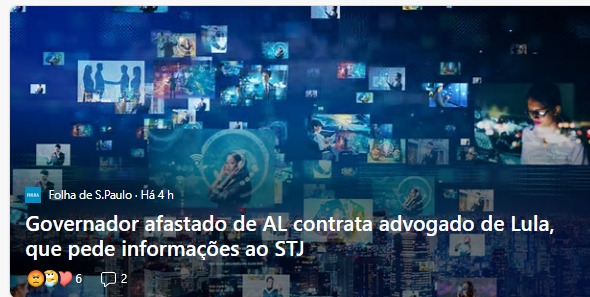 FOLHA Folha de S.Paulo · Há 4 h
Governador afastado de AL contrata advogado de Lula,
que pede informações ao STJ
6 2